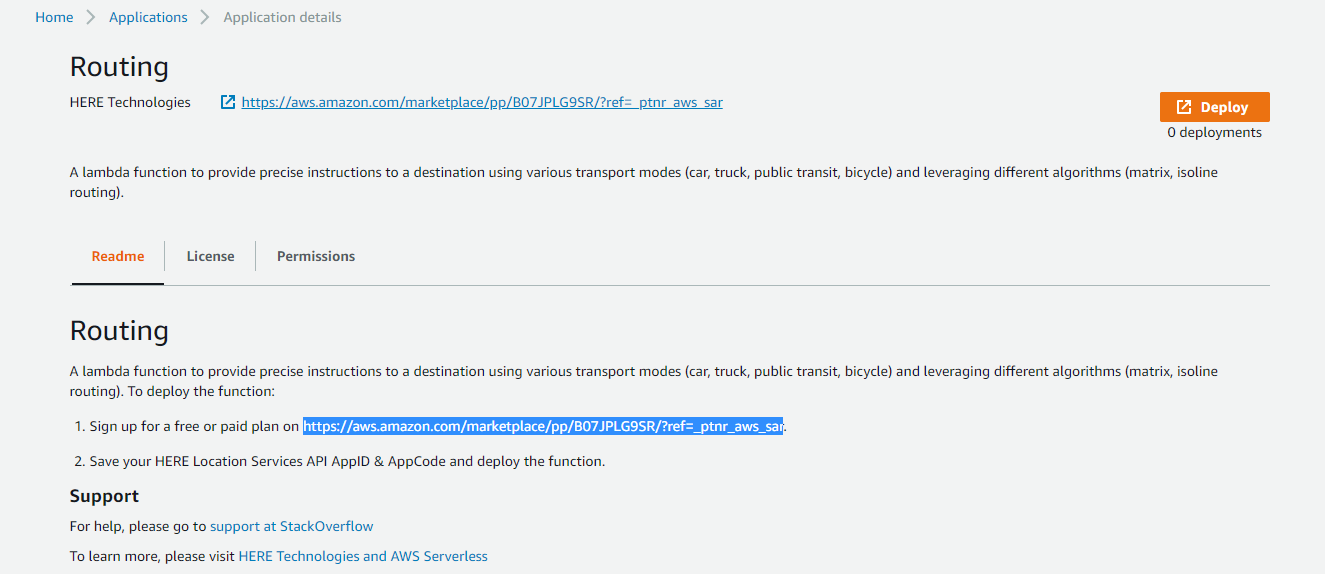 Home Applications Application details
Routing
HERE Technologies https://aws.amazon.com/marketplace/pp/B07JPLG9SR/?ref=_ptnr_aws_sar
Deploy
0 deployments
A lambda function to provide precise instructions to a destination using various transport modes (car, truck, public transit, bicycle) and leveraging different algorithms (matrix, isoline
routing).
Readme License Permissions
Routing
A lambda function to provide precise instructions to a destination using various transport modes (car, truck, public transit, bicycle) and leveraging different algorithms (matrix, isoline
routing). To deploy the function:
1. Sign up for a free or paid plan on https://aws.amazon.com/marketplace/pp/B07JPLG9SR/?ref=_ptnr_aws_sar.
2. Save your HERE Location Services API AppID & AppCode and deploy the function.
Support
For help, please go to support at StackOverflow
To learn more, please visit HERE Technologies and AWS Serverless